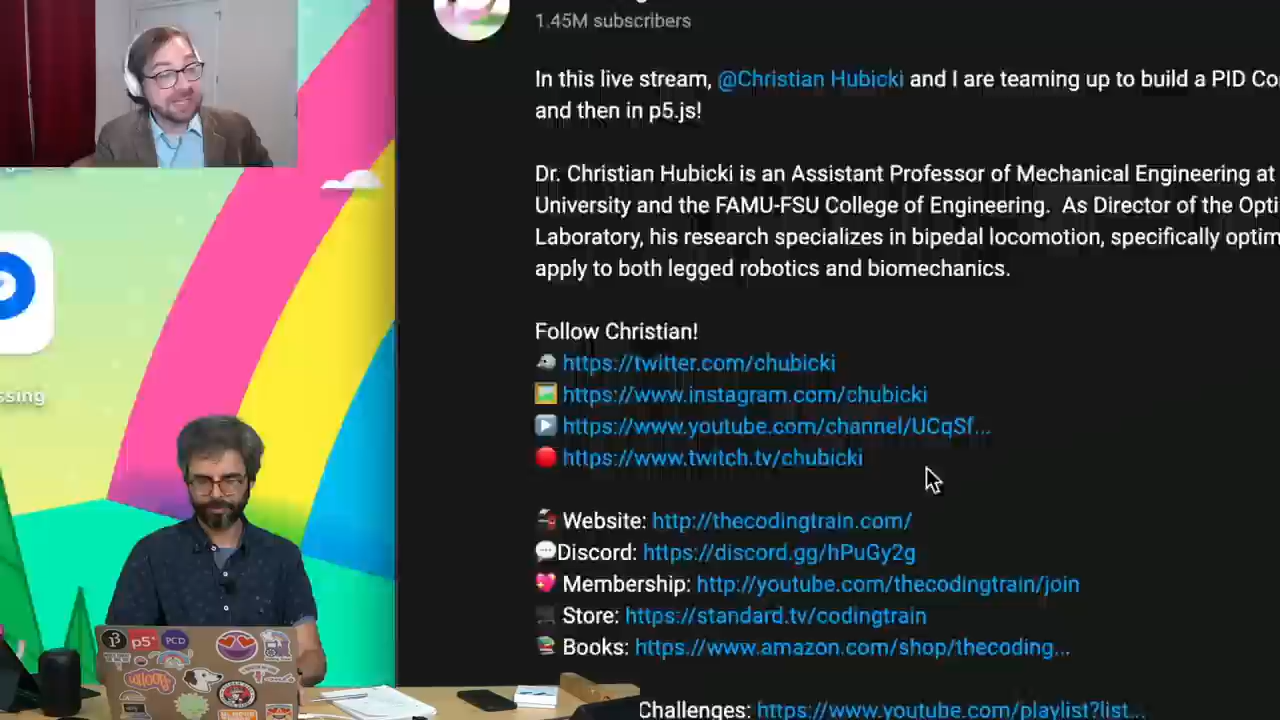 1.45M subscribers
In this live stream, @Christian Hubicki and I are teaming up to build a PID Co
and then in p5.js!
Dr. Christian Hubicki is an Assistant Professor of Mechanical Engineering at
University and the FAMU-FSU College of Engineering. As Director of the Opti
Laboratory, his research specializes in bipedal locomotion, specifically optim
apply to both legged robotics and biomechanics.
Follow Christian!
https://twitter.com/chubicki
https://www.instagram.com/chubicki
https://www.youtube.com/channel/UCqSf...
https://www.twitch.tv/chubicki
Website: http://thecodingtrain.com/
Discord: https://discord.gg/hPuGy2g
Membership: http://youtube.com/thecodingtrain/join
Store: https://standard.tv/codingtrain
Books: https://www.amazon.com/shop/thecoding...
Challenges: https://www.youtube.com/playlist?list...
ssing
p5*
PCD
WHOOP